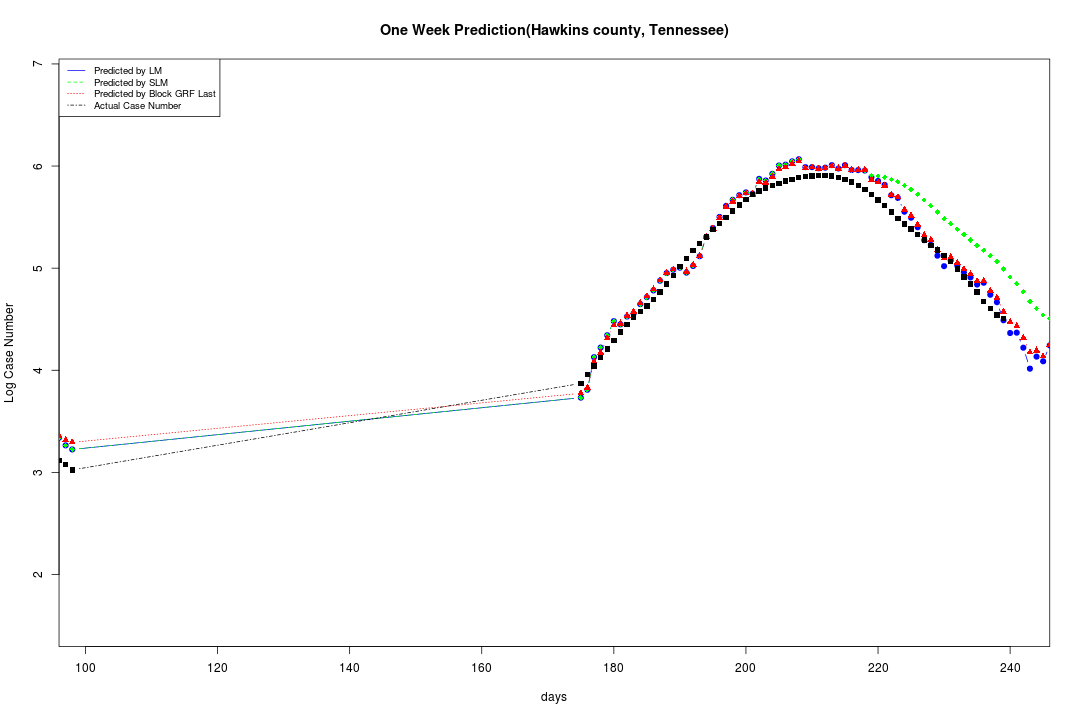 One Week Prediction(Hawkins county, Tennessee)
Predicted by LM
Predicted by SLM
Predicted by Block GRF Last
Actual Case Number
7
6
5
4
3
2
Log Case Number
100 120 140 160 180 200 220 240
days